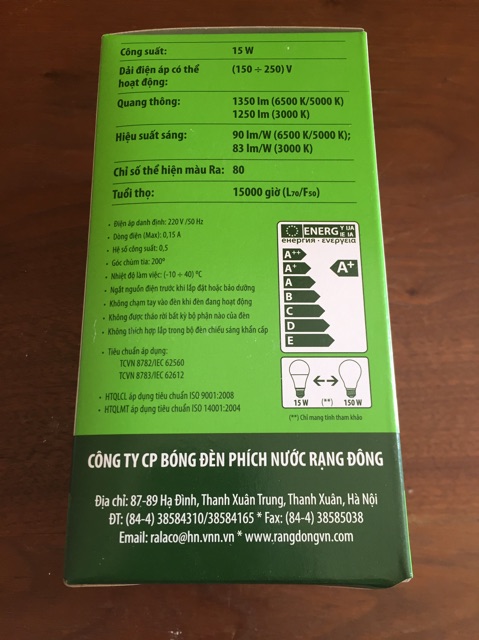 Công suất: 15 W
Dải điện áp có thể (150 ÷ 250) V
hoạt động:
Quang thông: 1350 lm (6500 K/5000 K)
1250 lm (3000 K)
Hiệu suất sáng: 90 lm/W (6500 K/5000 K);
83 lm/W (3000 K)
Chỉ số thể hiện màu Ra: 80
Tuổi thọ: 15000 giờ (L70/F50)
• Điện áp danh định: 220 V /50 Hz
• Dòng điện (Max): 0,15 A
• Hệ số công suất: 0,5
• Góc chùm tia: 200º
• Nhiệt độ làm việc: (-10 ÷ 40) ºC
• Ngắt nguồn điện trước khi lắp đặt hoặc bảo dưỡng
• Không chạm tay vào đèn khi đèn đang hoạt động
• Không được tháo rời bất kỳ bộ phận nào của đèn
• Không thích hợp lắp trong bộ đèn chiếu sáng khẩn cấp
• Tiêu chuẩn áp dụng:
TCVN 8782/IEC 62560
TCVN 8783/IEC 62612
• HTQLCL áp dụng tiêu chuẩn ISO 9001:2008
• HTQLMT áp dụng tiêu chuẩn ISO 14001:2004
ENERG Y UA
IE IA
енергия · ενεργεια
A++
A+ A+
A
B
C
D
E
15 W (**) 150 W
(**) Chỉ mang tính tham khảo
CÔNG TY CP BÓNG ĐÈN PHÍCH NƯỚC RẠNG ĐÔNG
Địa chỉ: 87-89 Hạ Đình, Thanh Xuân Trung, Thanh Xuân, Hà Nội
ĐT: (84-4) 38584310/38584165 * Fax: (84-4) 38585038
Email: ralaco@hn.vnn.vn * www.rangdongvn.com